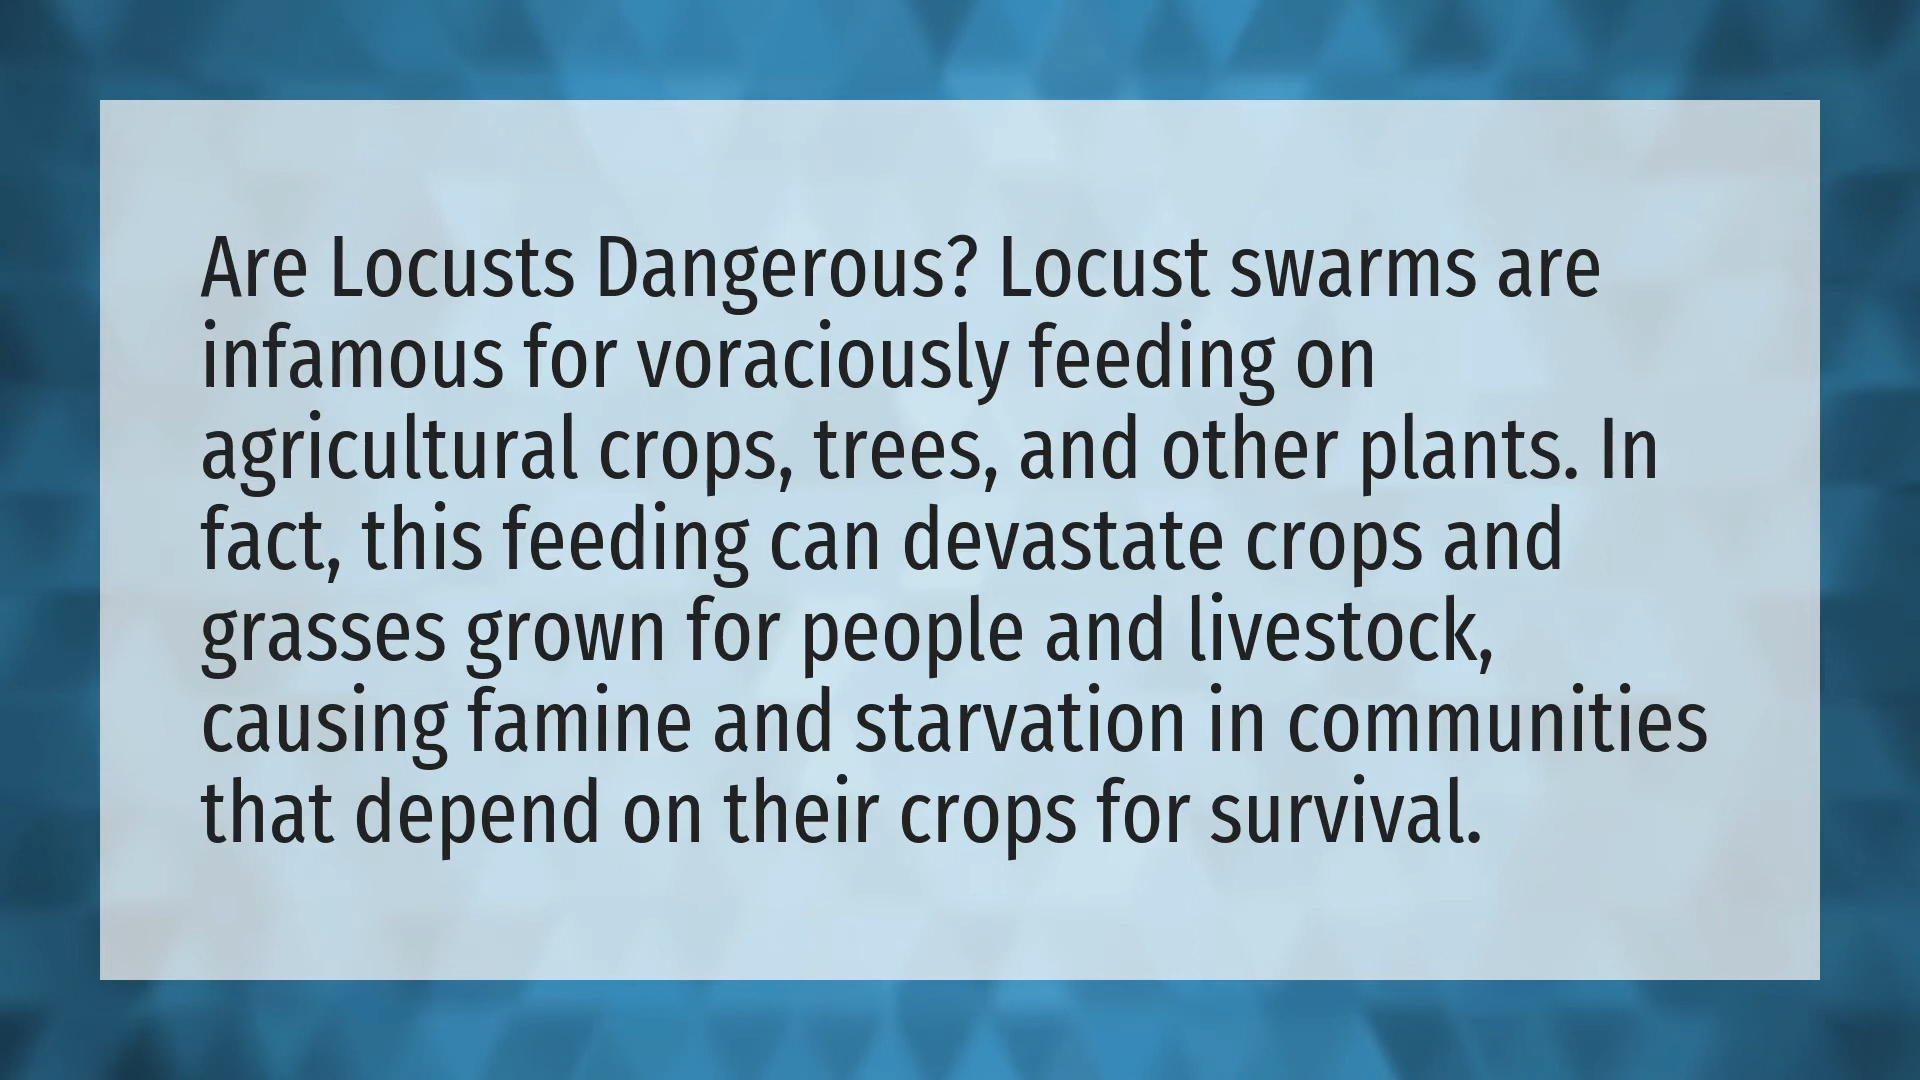 Are Locusts Dangerous? Locust swarms are
infamous for voraciously feeding on
agricultural crops, trees, and other plants. In
fact, this feeding can devastate crops and
grasses grown for people and livestock,
causing famine and starvation in communities
that depend on their crops for survival.